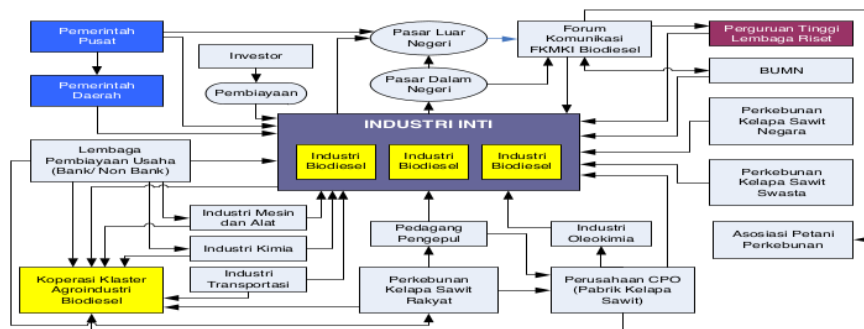 Pemerintah
Pusat
Investor
Pasar Luar
Negeri
Forum
Komunikasi
FKMKI Biodiesel
Perguruan Tinggi
Lembaga Riset
Pemerintah
Daerah
Pembiayaan
Pasar Dalam
Negeri
BUMN
INDUSTRI INTI
Industri
Biodiesel
Industri
Biodiesel
Industri
Biodiesel
Perkebunan
Kelapa Sawit
Negara
Lembaga
Pembiayaan Usaha
(Bank/ Non Bank)
Perkebunan
Kelapa Sawit
Swasta
Industri Mesin
dan Alat
Pedagang
Pengepul
Industri
Oleokimia
Asosiasi Petani
Perkebunan
Industri Kimia
Koperasi Klaster
Agroindustri
Biodiesel
Industri
Transportasi
Perkebunan
Kelapa Sawit
Rakyat
Perusahaan CPO
(Pabrik Kelapa
Sawit)